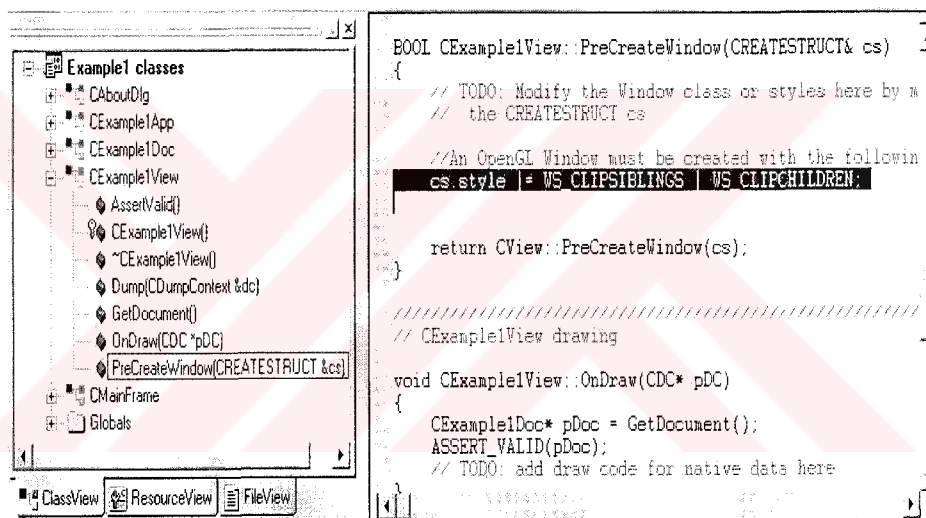 Example1 classes
CAboutDlg
CExample1App
CExample1Doc
CExample1View
AssertValid()
CExample1View()
~CExample1View()
Dump(CDumpContext &dc)
GetDocument()
OnDraw(CDC *pDC)
PreCreateWindow(CREATESTRUCT &cs)
CMainFrame
Globals
ClassView
ResourceView
FileView
BOOL CExample1View::PreCreateWindow(CREATESTRUCT& cs)
{
// TODO: Modify the Window class or styles here by m
// the CREATESTRUCT cs
//An OpenGL Window must be created with the followin
cs.style |= WS_CLIPSIBLINGS | WS_CLIPCHILDREN;
return CView::PreCreateWindow(cs);
}
/////////////////////////////////////////////////////////
// CExample1View drawing
void CExample1View::OnDraw(CDC* pDC)
{
CExample1Doc* pDoc = GetDocument();
ASSERT_VALID(pDoc);
// TODO: add draw code for native data here
}